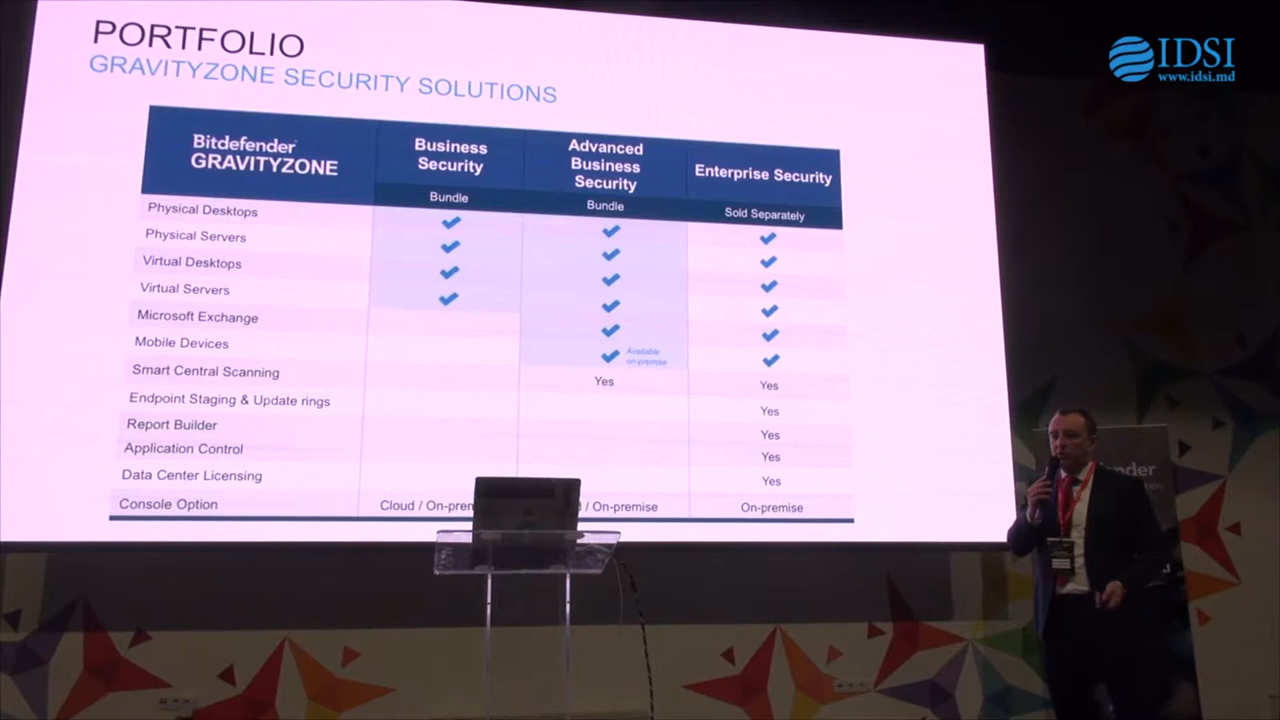 IDSI
www.idsi.md
PORTFOLIO
GRAVITYZONE SECURITY SOLUTIONS
Bitdefender
GRAVITYZONE
Business
Security
Advanced
Business
Security
Enterprise Security
Bundle
Bundle
Sold Separately
Physical Desktops
Physical Servers
Virtual Desktops
Virtual Servers
Microsoft Exchange
Mobile Devices
Available
on-premise
Smart Central Scanning
Yes
Yes
Endpoint Staging & Update rings
Yes
Report Builder
Yes
Application Control
Yes
Data Center Licensing
Yes
Console Option
Cloud / On-prem
/ On-premise
On-premise
ender